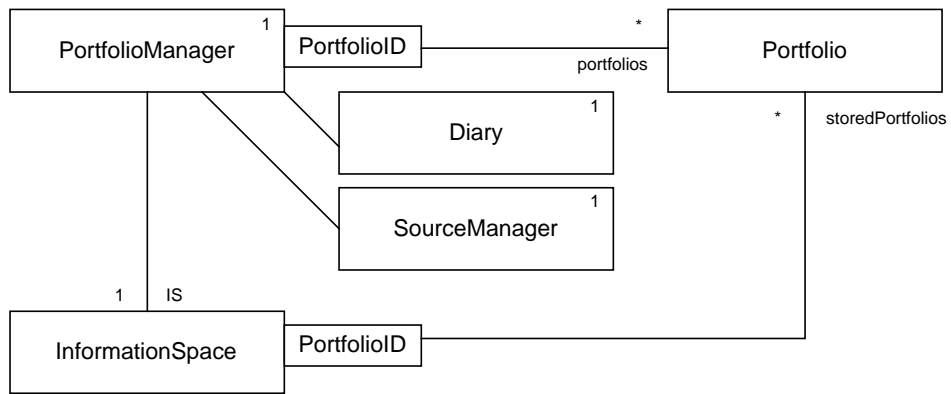 1
PortfolioManager
PortfolioID
*
portfolios
Portfolio
1
Diary
*
storedPortfolios
1
SourceManager
1
IS
InformationSpace
PortfolioID